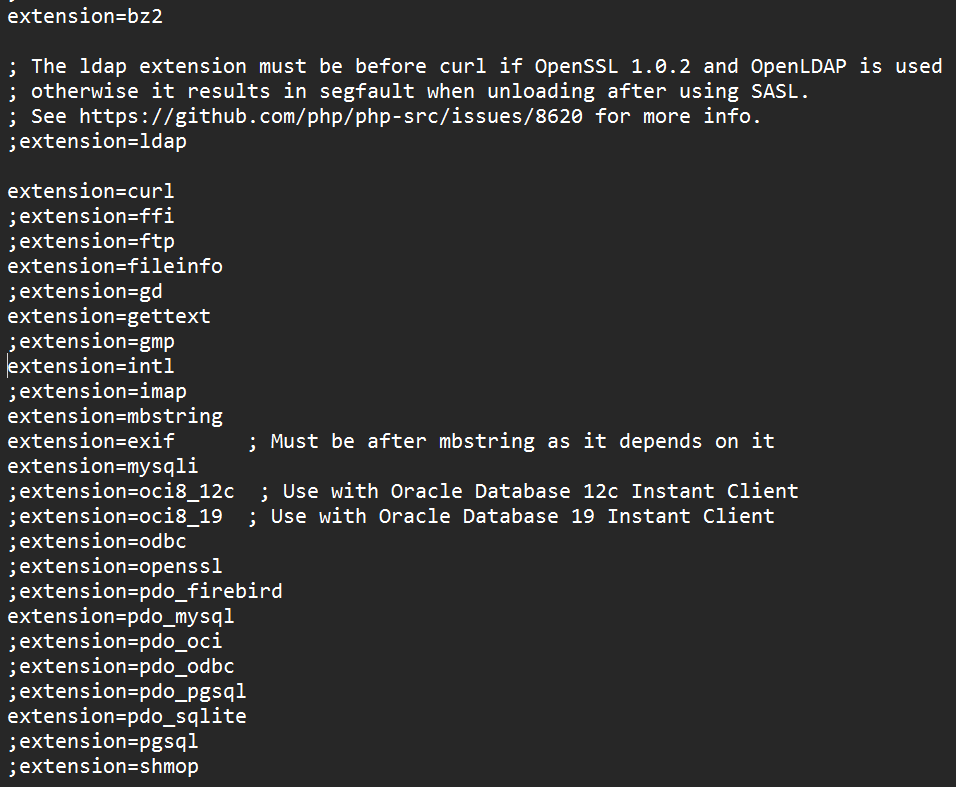 extension=bz2
; The ldap extension must be before curl if OpenSSL 1.0.2 and OpenLDAP is used
; otherwise it results in segfault when unloading after using SASL.
; See https://github.com/php/php-src/issues/8620 for more info.
;extension=ldap
extension=curl
;extension=ffi
;extension=ftp
extension=fileinfo
;extension=gd
extension=gettext
;extension=gmp
extension=intl
;extension=imap
extension=mbstring
extension=exif      ; Must be after mbstring as it depends on it
extension=mysqli
;extension=oci8_12c  ; Use with Oracle Database 12c Instant Client
;extension=oci8_19  ; Use with Oracle Database 19 Instant Client
;extension=odbc
;extension=openssl
;extension=pdo_firebird
extension=pdo_mysql
;extension=pdo_oci
;extension=pdo_odbc
;extension=pdo_pgsql
extension=pdo_sqlite
;extension=pgsql
;extension=shmop